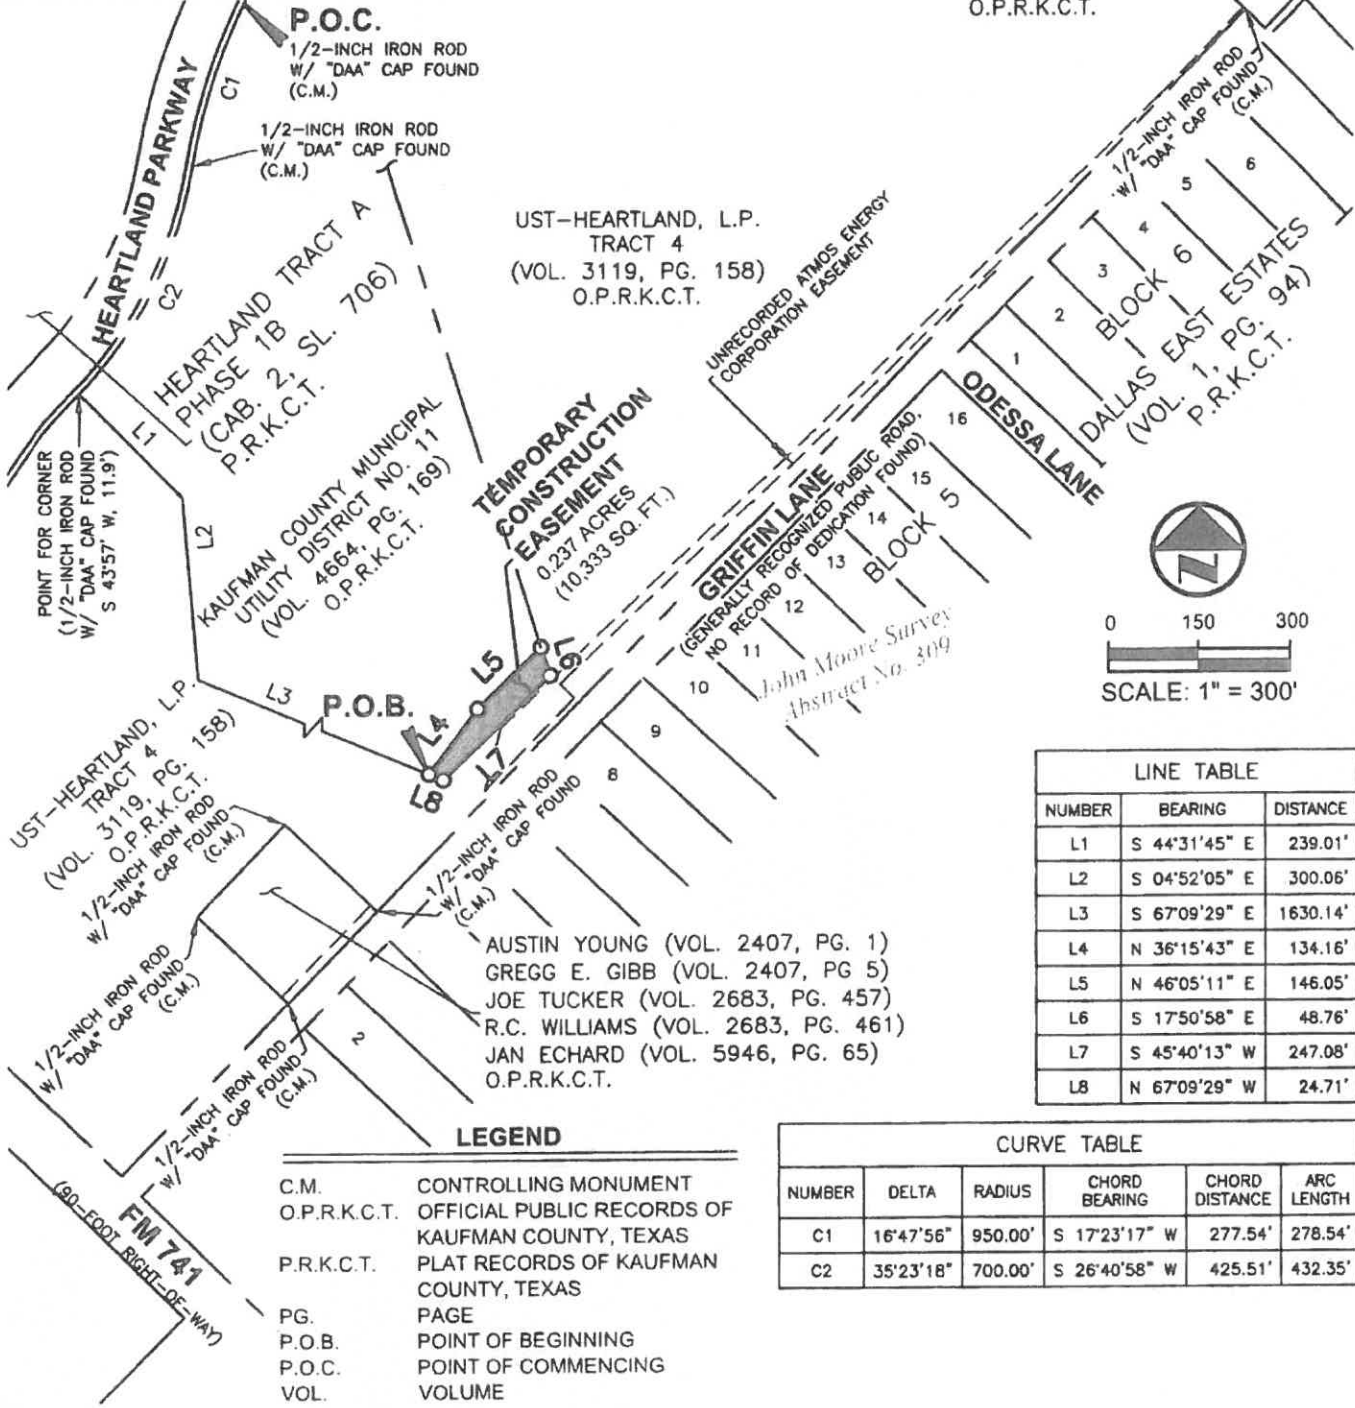 O.P.R.K.C.T.
P.O.C.
1/2-INCH IRON ROD
W/ "DAA" CAP FOUND
(C.M.)
C1
1/2-INCH IRON ROD
W/ "DAA" CAP FOUND
(C.M.)
HEARTLAND PARKWAY
C2
HEARTLAND TRACT A
PHASE 1B
(CAB. 2, SL. 706)
P.R.K.C.T.
UST-HEARTLAND, L.P.
TRACT 4
(VOL. 3119, PG. 158)
O.P.R.K.C.T.
UNRECORDED ATMOS ENERGY
CORPORATION EASEMENT
1/2-INCH IRON ROD
W/ "DAA" CAP FOUND
(C.M.)
6
5
4
3
2
1
BLOCK 6
DALLAS EAST ESTATES
(VOL. 1, PG. 94)
P.R.K.C.T.
ODESSA LANE
L1
POINT FOR CORNER
(1/2-INCH IRON ROD
W/ "DAA" CAP FOUND
S 43°57' W, 11.9')
L2
KAUFMAN COUNTY MUNICIPAL
UTILITY DISTRICT NO. 11
(VOL. 4664, PG. 169)
O.P.R.K.C.T.
TEMPORARY
CONSTRUCTION
EASEMENT
0.237 ACRES
(10,333 SQ. FT.)
GRIFFIN LANE
(GENERALLY RECOGNIZED PUBLIC ROAD,
NO RECORD OF DEDICATION FOUND)
16
15
14
13
12
11
10
9
8
BLOCK 5
John Moore Survey
Abstract No. 309
N
0 150 300
SCALE: 1" = 300'
L3
P.O.B.
L4
L5
L6
L7
L8
UST-HEARTLAND, L.P.
TRACT 4
(VOL. 3119, PG. 158)
O.P.R.K.C.T.
1/2-INCH IRON ROD
W/ "DAA" CAP FOUND
(C.M.)
1/2-INCH IRON ROD
W/ "DAA" CAP FOUND
(C.M.)
1/2-INCH IRON ROD
W/ "DAA" CAP FOUND
(C.M.)
1/2-INCH IRON ROD
W/ "DAA" CAP FOUND
(C.M.)
2
AUSTIN YOUNG (VOL. 2407, PG. 1)
GREGG E. GIBB (VOL. 2407, PG 5)
JOE TUCKER (VOL. 2683, PG. 457)
R.C. WILLIAMS (VOL. 2683, PG. 461)
JAN ECHARD (VOL. 5946, PG. 65)
O.P.R.K.C.T.
FM 741
(90-FOOT RIGHT-OF-WAY)
LINE TABLE
NUMBER BEARING DISTANCE
L1 S 44°31'45" E 239.01'
L2 S 04°52'05" E 300.06'
L3 S 67°09'29" E 1630.14'
L4 N 36°15'43" E 134.16'
L5 N 46°05'11" E 146.05'
L6 S 17°50'58" E 48.76'
L7 S 45°40'13" W 247.08'
L8 N 67°09'29" W 24.71'
LEGEND
C.M. CONTROLLING MONUMENT
O.P.R.K.C.T. OFFICIAL PUBLIC RECORDS OF
KAUFMAN COUNTY, TEXAS
P.R.K.C.T. PLAT RECORDS OF KAUFMAN
COUNTY, TEXAS
PG. PAGE
P.O.B. POINT OF BEGINNING
P.O.C. POINT OF COMMENCING
VOL. VOLUME
CURVE TABLE
NUMBER DELTA RADIUS CHORD BEARING CHORD DISTANCE ARC LENGTH
C1 16°47'56" 950.00' S 17°23'17" W 277.54' 278.54'
C2 35°23'18" 700.00' S 26°40'58" W 425.51' 432.35'